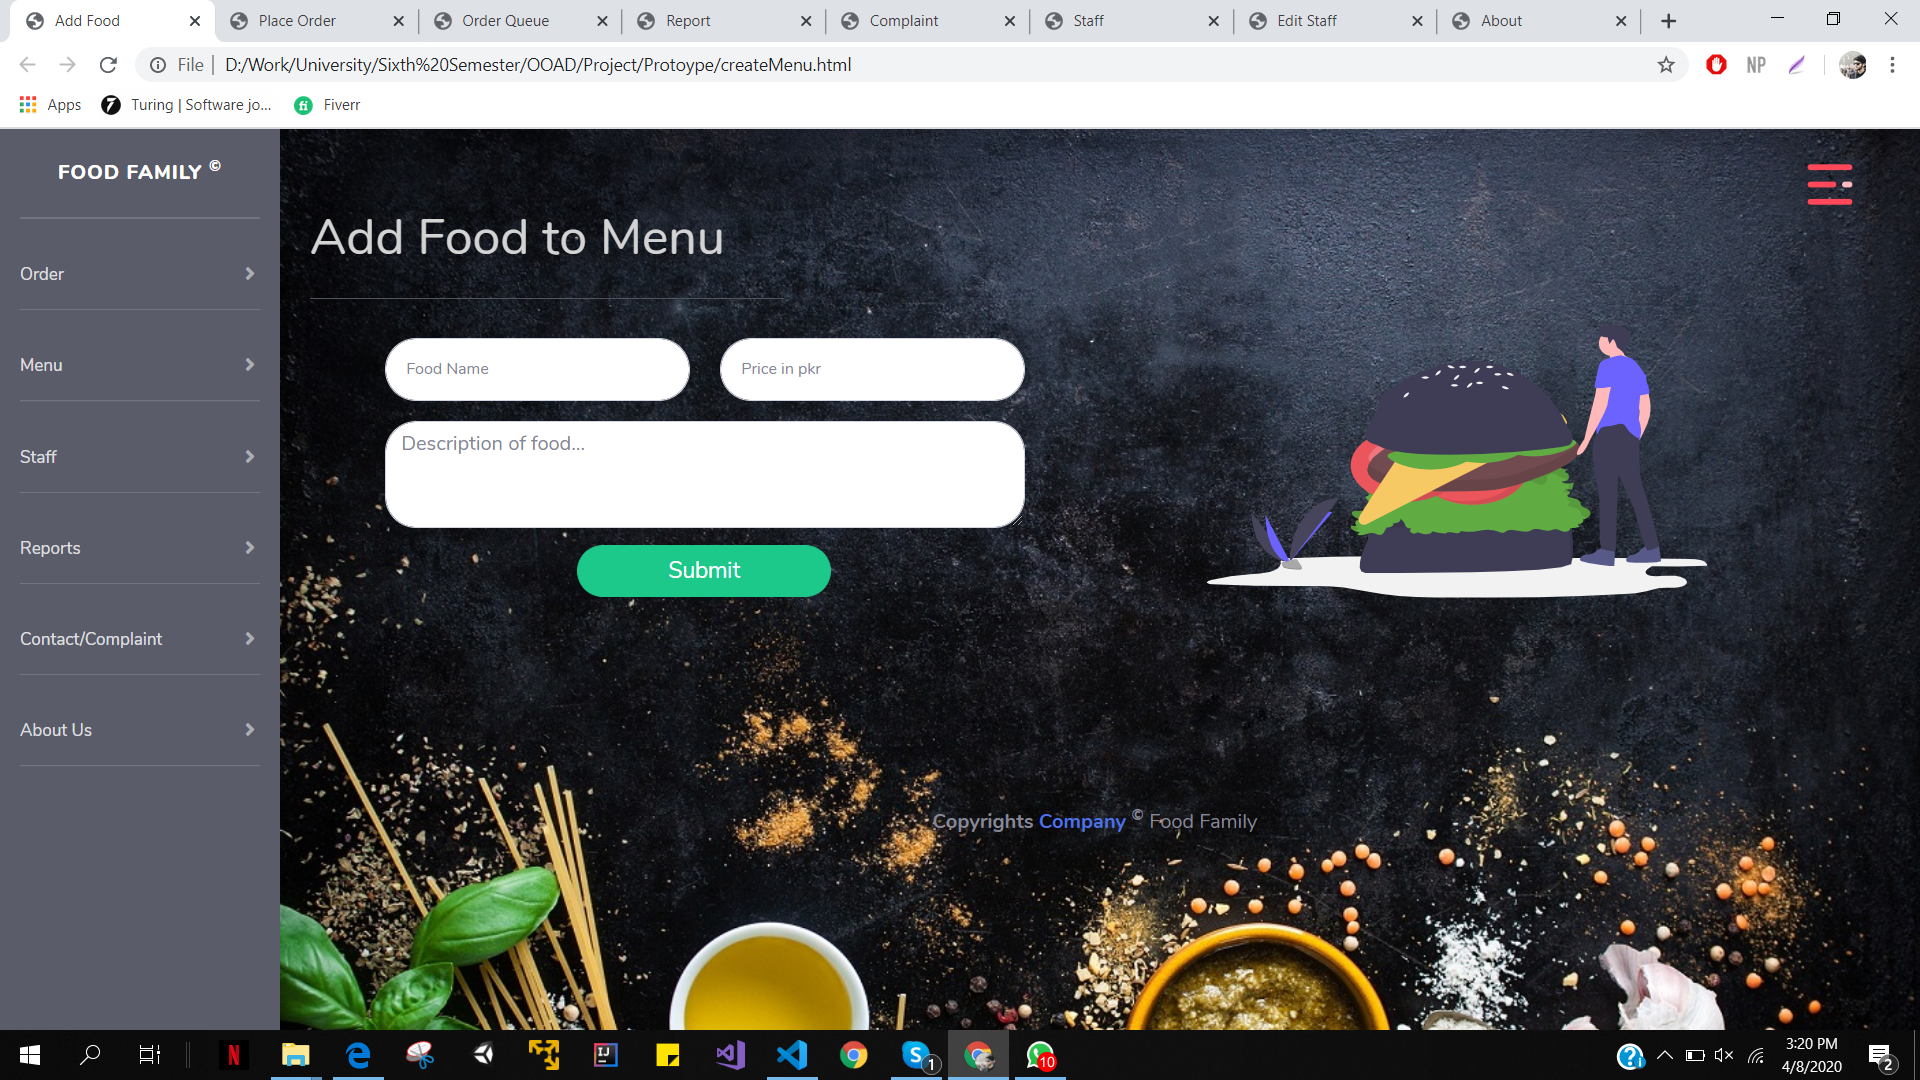 Add Food
Place Order
Order Queue
Report
Complaint
Staff
Edit Staff
About
File
D:/Work/University/Sixth%20Semester/OOAD/Project/Protoype/createMenu.html
NP
Apps
Turing | Software jo...
Fiverr
FOOD FAMILY ©
Order
Menu
Staff
Reports
Contact/Complaint
About Us
Add Food to Menu
Food Name
Price in pkr
Description of food...
Submit
Copyrights Company © Food Family
1
10
3:20 PM
4/8/2020
2